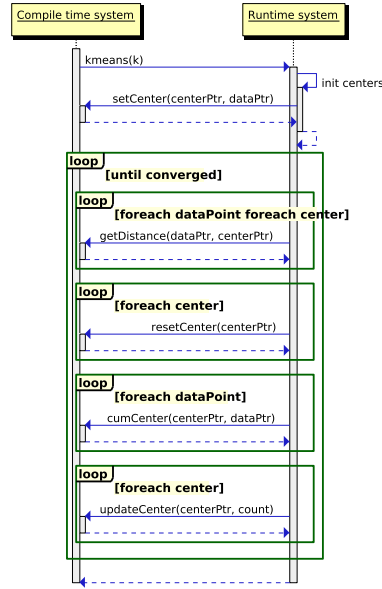 Compile time system
Runtime system
kmeans(k)
init centers
setCenter(centerPtr, dataPtr)
loop
[until converged]
loop
[foreach dataPoint foreach center]
getDistance(dataPtr, centerPtr)
loop
[foreach center]
resetCenter(centerPtr)
loop
[foreach dataPoint]
cumCenter(centerPtr, dataPtr)
loop
[foreach center]
updateCenter(centerPtr, count)